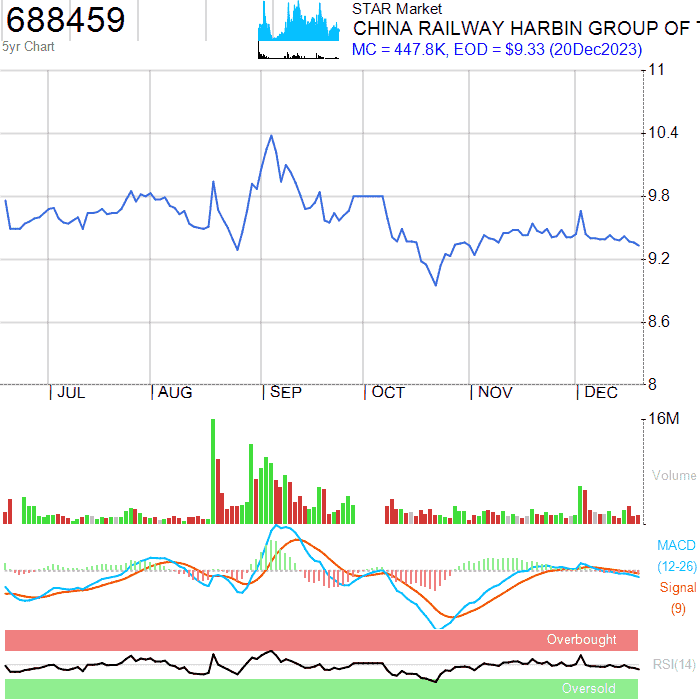 688459
5yr Chart
STAR Market
CHINA RAILWAY HARBIN GROUP OF
MC = 447.8K, EOD = $9.33 (20Dec2023)
11
10.4
9.8
9.2
8.6
8
JUL
AUG
SEP
OCT
NOV
DEC
16M
Volume
MACD
(12-26)
Signal
(9)
Overbought
RSI(14)
Oversold